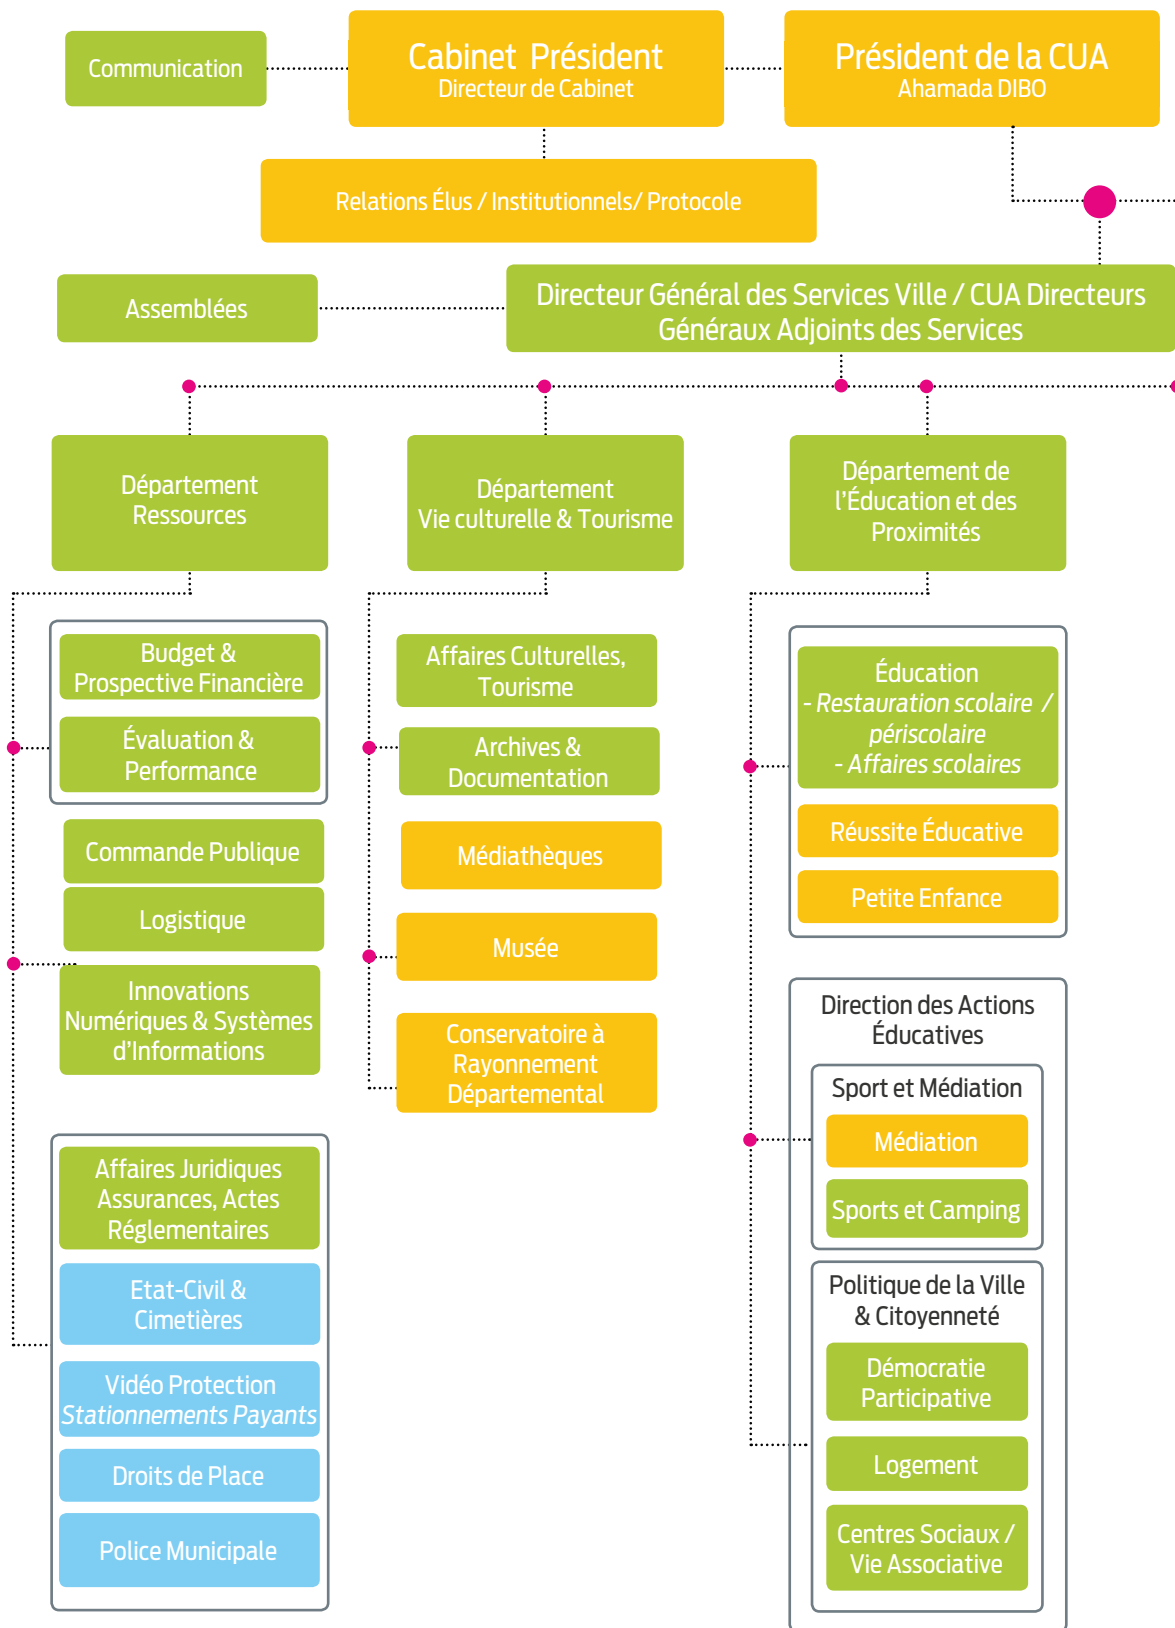 Communication
Cabinet Président
Directeur de Cabinet
Président de la CUA
Ahamada DIBO
Relations Élus / Institutionnels/ Protocole
Assemblées
Directeur Général des Services Ville / CUA Directeurs
Généraux Adjoints des Services
Département
Ressources
Budget &
Prospective Financière
Évaluation &
Performance
Commande Publique
Logistique
Innovations
Numériques & Systèmes
d'Informations
Affaires Juridiques
Assurances, Actes
Réglementaires
Etat-Civil &
Cimetières
Vidéo Protection
Stationnements Payants
Droits de Place
Police Municipale
Département
Vie culturelle & Tourisme
Affaires Culturelles,
Tourisme
Archives &
Documentation
Médiathèques
Musée
Conservatoire à
Rayonnement
Départemental
Département de
l'Éducation et des
Proximités
Éducation
- Restauration scolaire /
périscolaire
- Affaires scolaires
Réussite Éducative
Petite Enfance
Direction des Actions
Éducatives
Sport et Médiation
Médiation
Sports et Camping
Politique de la Ville
& Citoyenneté
Démocratie
Participative
Logement
Centres Sociaux /
Vie Associative